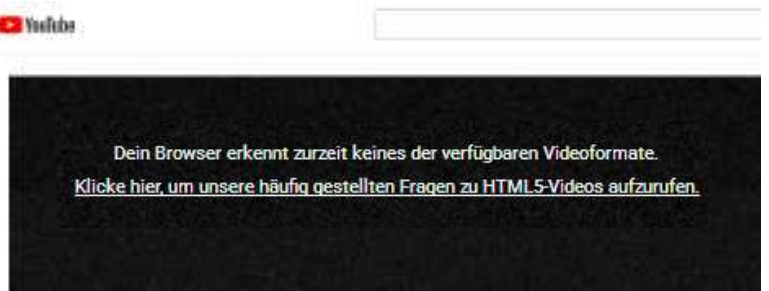 YouTube
Dein Browser erkennt zurzeit keines der verfügbaren Videoformate.
Klicke hier, um unsere häufig gestellten Fragen zu HTML5-Videos aufzurufen.